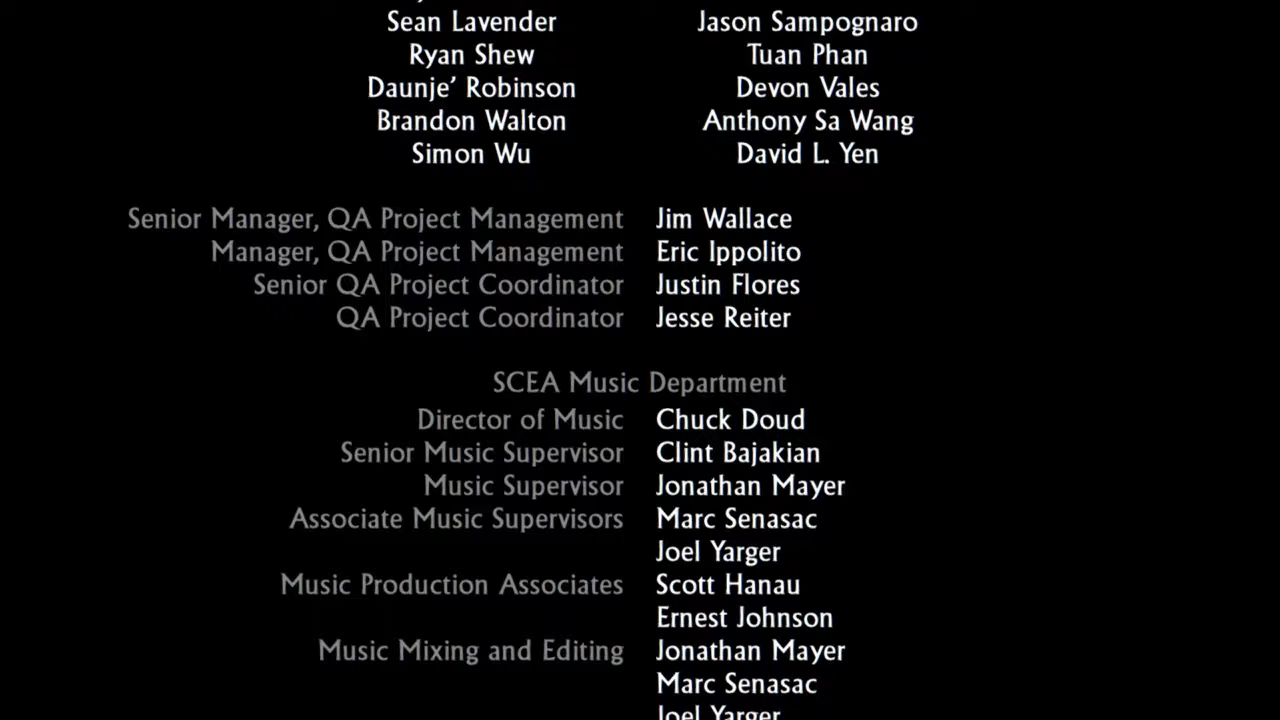 Sean Lavender Jason Sampognaro
Ryan Shew Tuan Phan
Daunje’ Robinson Devon Vales
Brandon Walton Anthony Sa Wang
Simon Wu David L. Yen
Senior Manager, QA Project Management Jim Wallace
Manager, QA Project Management Eric Ippolito
Senior QA Project Coordinator Justin Flores
QA Project Coordinator Jesse Reiter
SCEA Music Department
Director of Music Chuck Doud
Senior Music Supervisor Clint Bajakian
Music Supervisor Jonathan Mayer
Associate Music Supervisors Marc Senasac
Joel Yarger
Music Production Associates Scott Hanau
Ernest Johnson
Music Mixing and Editing Jonathan Mayer
Marc Senasac
Joel Yarger